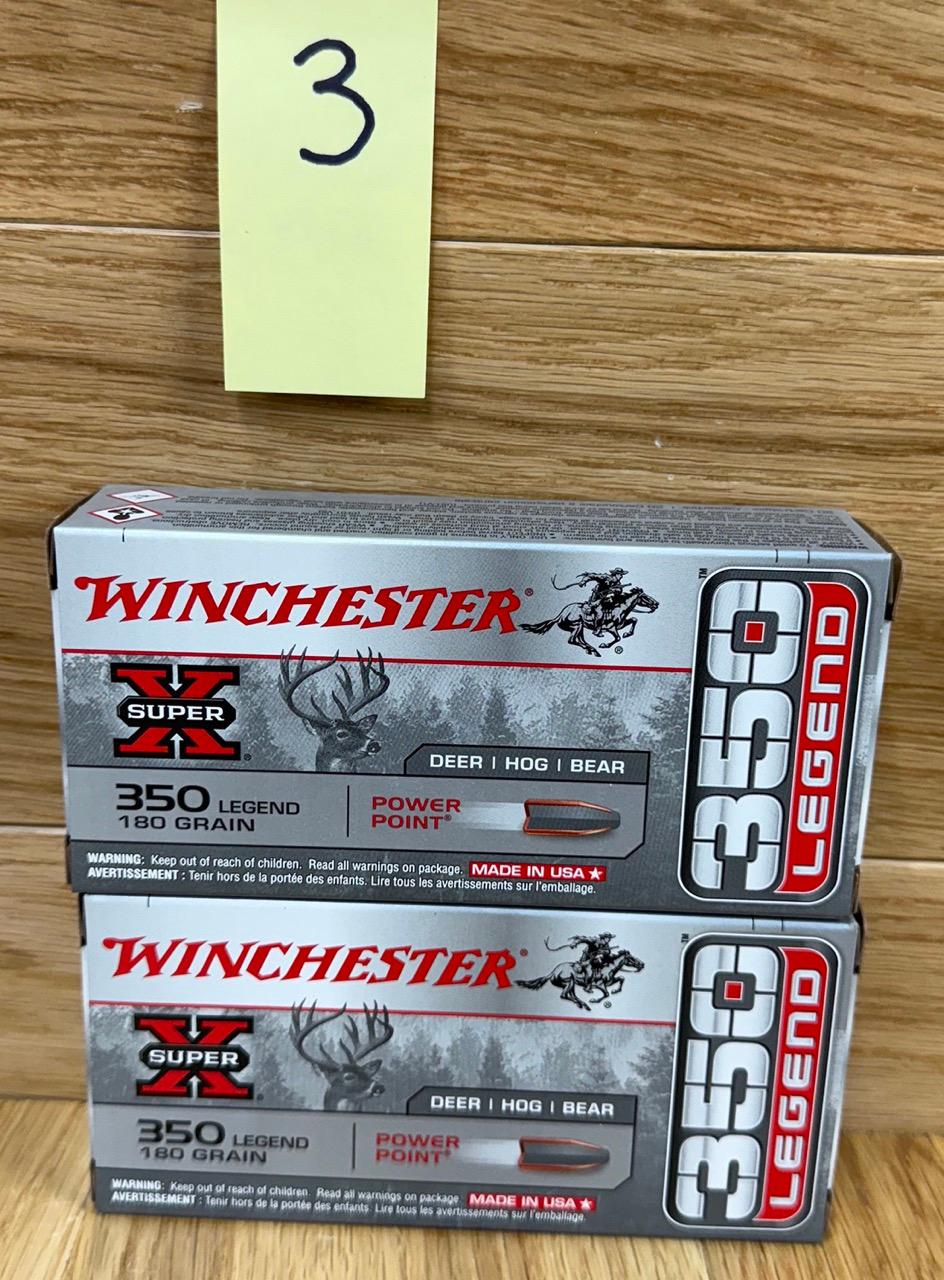 3
WINCHESTER®
SUPER X®
DEER | HOG | BEAR
350 LEGEND
180 GRAIN
POWER
POINT®
WARNING: Keep out of reach of children. Read all warnings on package.
MADE IN USA
AVERTISSEMENT : Tenir hors de la portée des enfants. Lire tous les avertissements sur l'emballage.
350 LEGEND™
WINCHESTER®
SUPER X®
DEER | HOG | BEAR
350 LEGEND
180 GRAIN
POWER
POINT®
WARNING: Keep out of reach of children. Read all warnings on package.
MADE IN USA
AVERTISSEMENT : Tenir hors de la portée des enfants. Lire tous les avertissements sur l'emballage.
350 LEGEND™